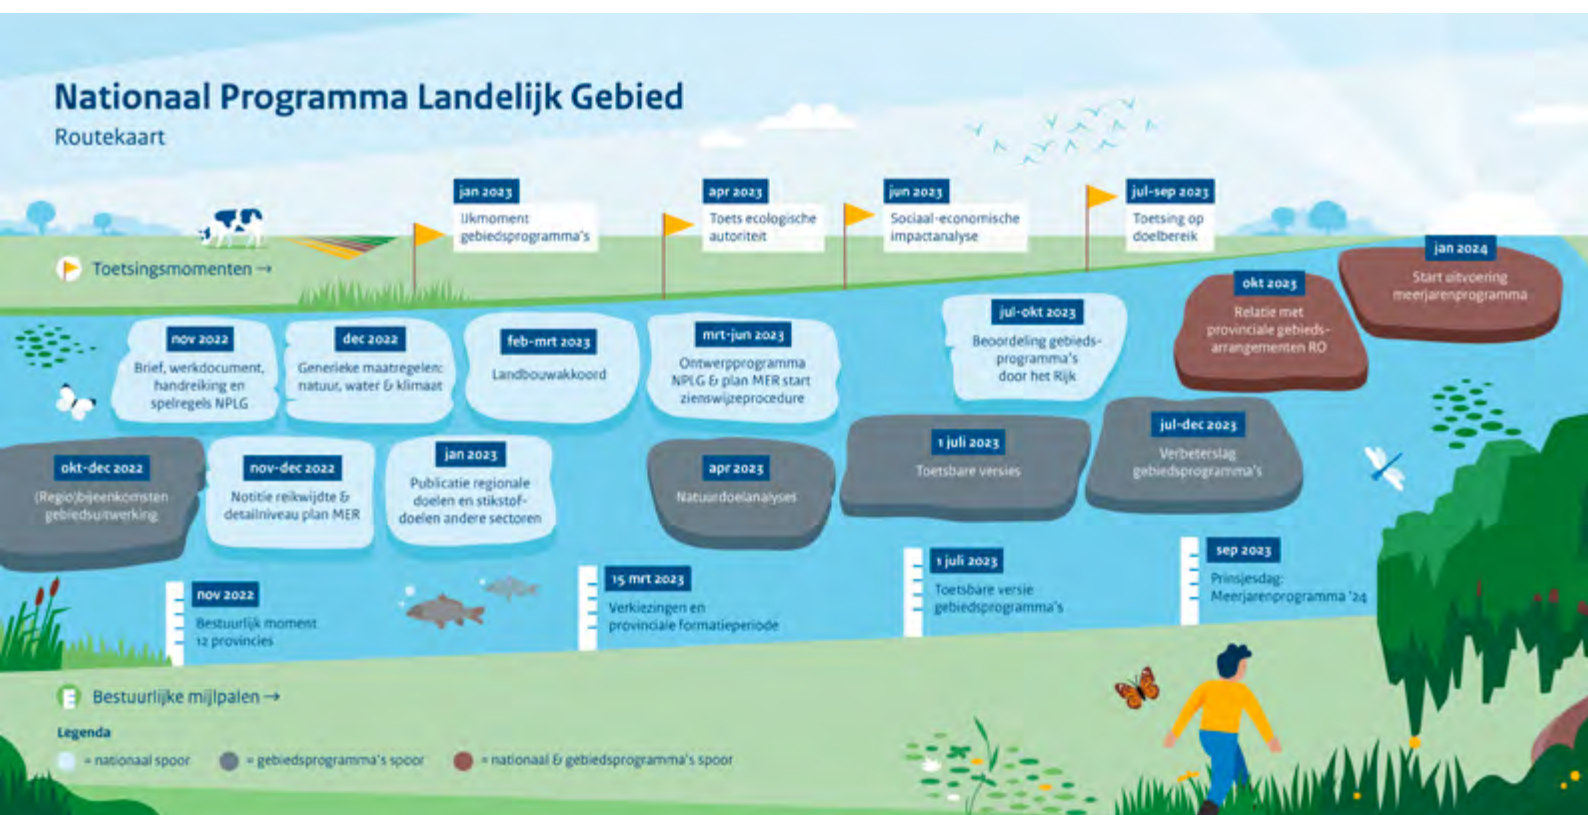 Nationaal Programma Landelijk Gebied
Routekaart
jan 2023
IJkmoment
gebiedsprogramma's
apr 2023
Toets ecologische
autoriteit
jun 2023
Sociaal-economische
impactanalyse
jul-sep 2023
Toetsing op
doelbereik
Toetsingsmomenten →
jan 2024
Start uitvoering
meerjarenprogramma
okt 2023
Relatie met
provinciale gebieds-
arrangementen RO
nov 2022
Brief, werkdocument,
handreiking en
spelregels NPLG
dec 2022
Generieke maatregelen:
natuur, water & klimaat
feb-mrt 2023
Landbouwakkoord
mrt-jun 2023
Ontwerpprogramma
NPLG & plan MER start
zienswijzeprocedure
jul-okt 2023
Beoordeling gebieds-
programma's
door het Rijk
okt-dec 2022
(Regio)bijeenkomsten
gebiedsuitwerking
nov-dec 2022
Notitie reikwijdte &
detailniveau plan MER
jan 2023
Publicatie regionale
doelen en stikstof-
doelen andere sectoren
apr 2023
Natuurdoelanalyses
1 juli 2023
Toetsbare versies
jul-dec 2023
Verbeterslag
gebiedsprogramma's
nov 2022
Bestuurlijk moment
12 provincies
15 mrt 2023
Verkiezingen en
provinciale formatieperiode
1 juli 2023
Toetsbare versie
gebiedsprogramma's
sep 2023
Prinsjesdag:
Meerjarenprogramma '24
Bestuurlijke mijlpalen →
Legenda
= nationaal spoor
= gebiedsprogramma's spoor
= nationaal & gebiedsprogramma's spoor